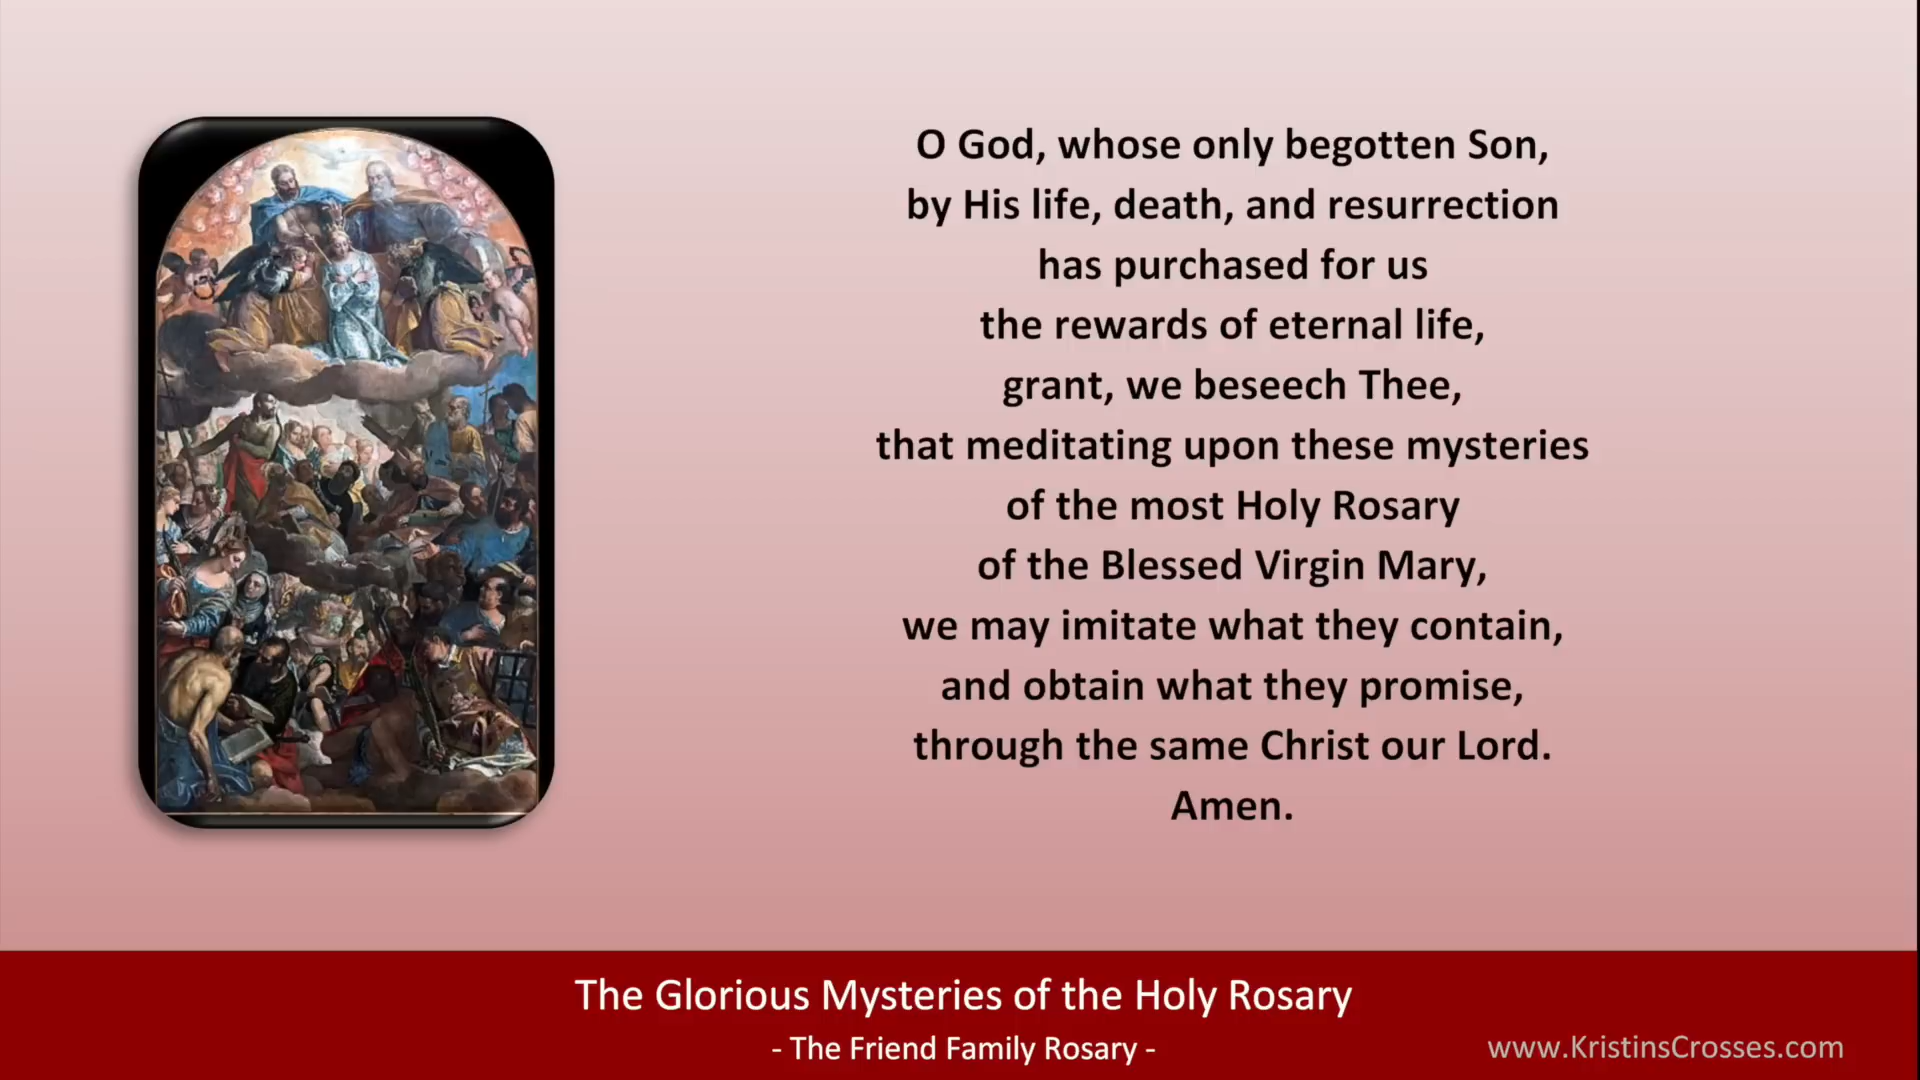 O God, whose only begotten Son,
by His life, death, and resurrection
has purchased for us
the rewards of eternal life,
grant, we beseech Thee,
that meditating upon these mysteries
of the most Holy Rosary
of the Blessed Virgin Mary,
we may imitate what they contain,
and obtain what they promise,
through the same Christ our Lord.
Amen.
The Glorious Mysteries of the Holy Rosary
- The Friend Family Rosary -
www.KristinsCrosses.com